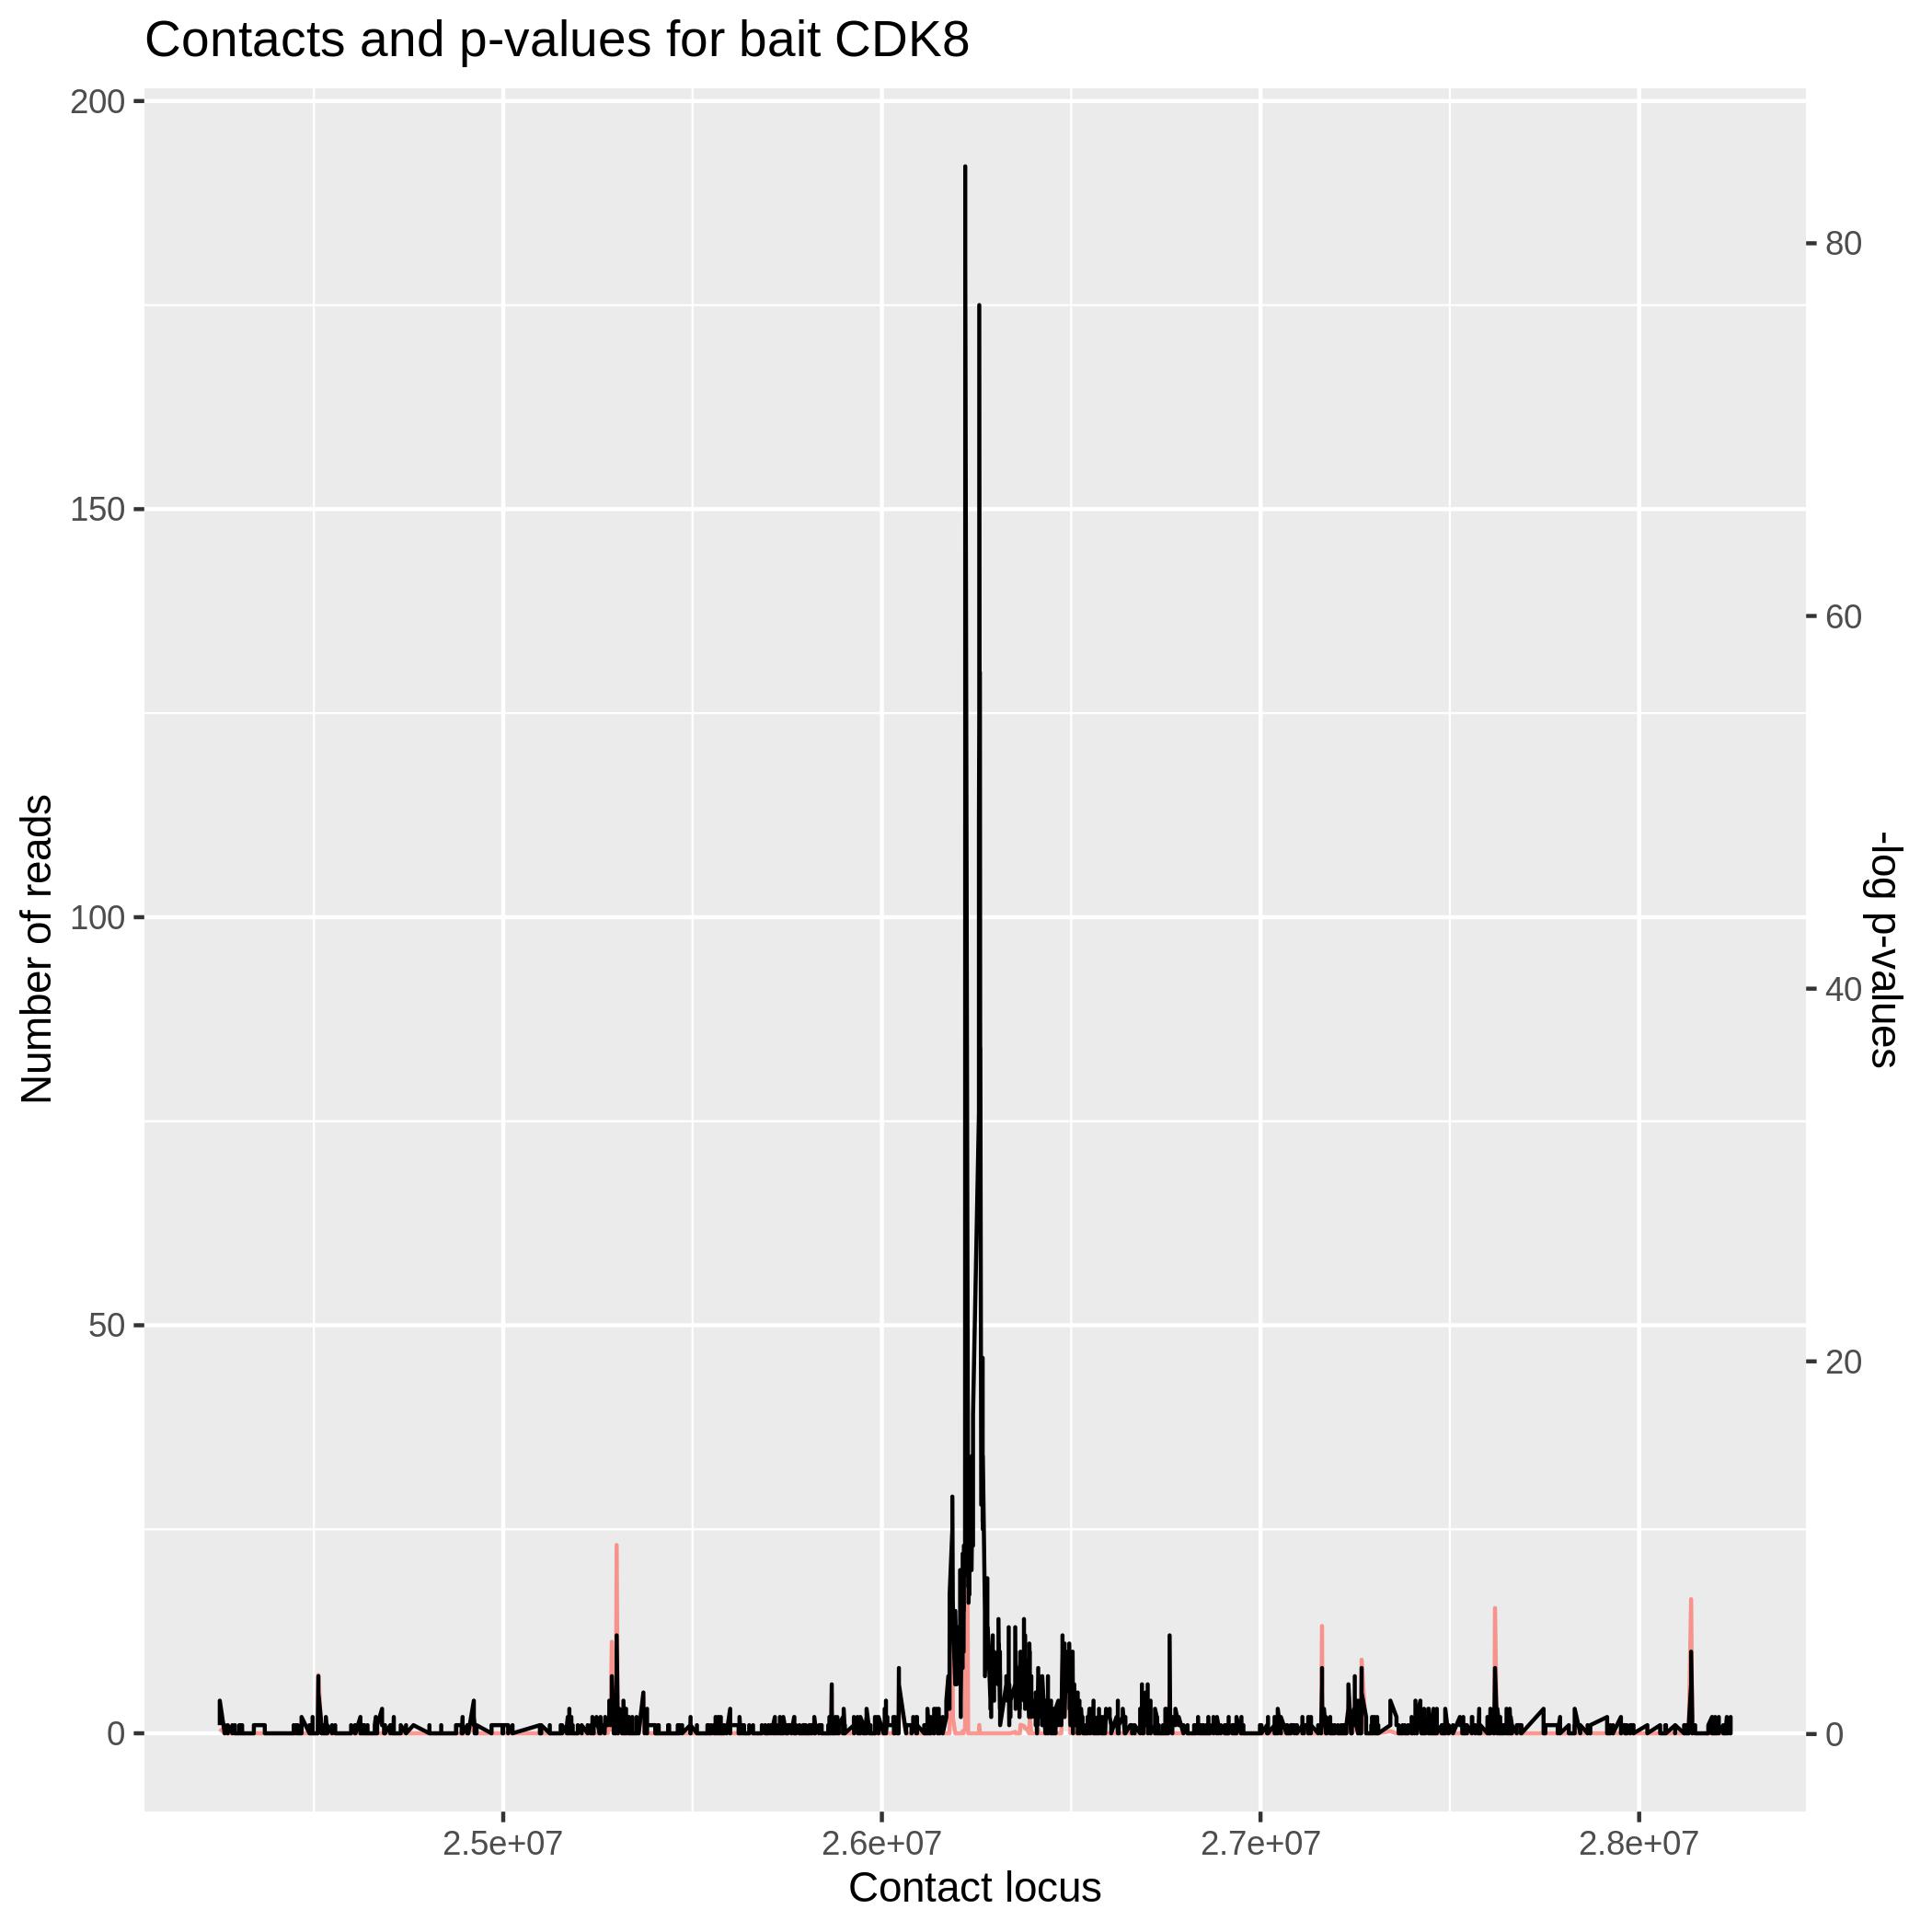 Contacts and p-values for bait CDK8
200
150
100
50
0
Number of reads
80
60
40
20
0
-log p-values
2.5e+07
2.6e+07
2.7e+07
2.8e+07
Contact locus